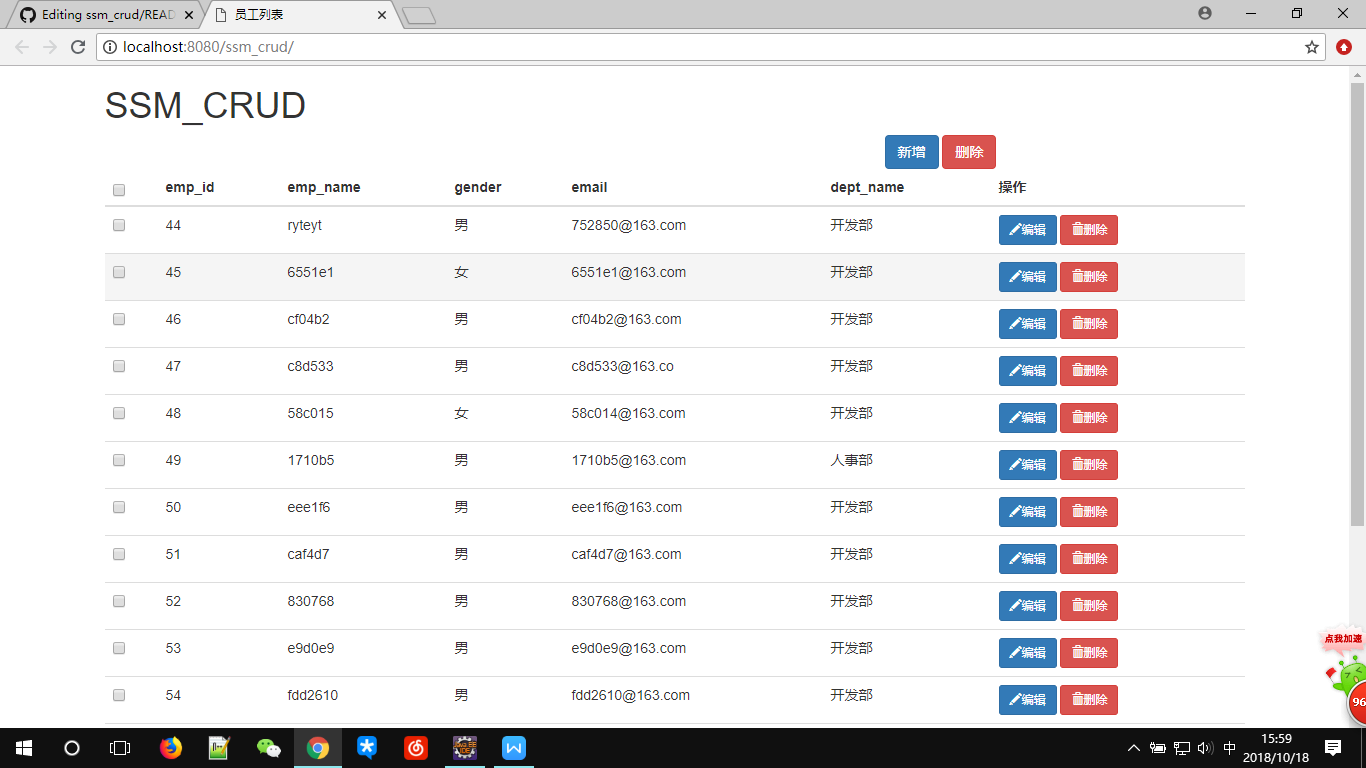 Editing ssm_crud/READ
员工列表
localhost:8080/ssm_crud/
SSM_CRUD
新增 删除
emp_id emp_name gender email dept_name 操作
44 ryteyt 男 752850@163.com 开发部 编辑 删除
45 6551e1 女 6551e1@163.com 开发部 编辑 删除
46 cf04b2 男 cf04b2@163.com 开发部 编辑 删除
47 c8d533 男 c8d533@163.co 开发部 编辑 删除
48 58c015 女 58c014@163.com 开发部 编辑 删除
49 1710b5 男 1710b5@163.com 人事部 编辑 删除
50 eee1f6 男 eee1f6@163.com 开发部 编辑 删除
51 caf4d7 男 caf4d7@163.com 开发部 编辑 删除
52 830768 男 830768@163.com 开发部 编辑 删除
53 e9d0e9 男 e9d0e9@163.com 开发部 编辑 删除
点我加速
54 fdd2610 男 fdd2610@163.com 开发部 编辑 删除
96
中
15:59
2018/10/18